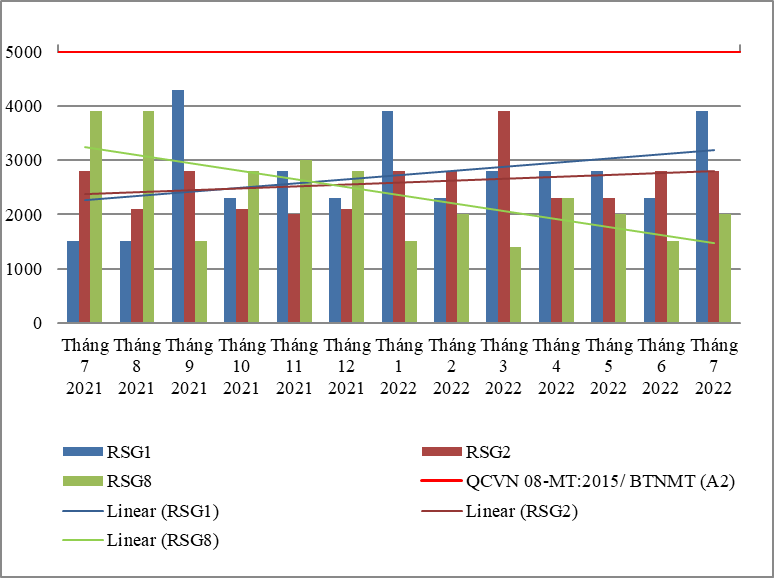 5000
4000
3000
2000
1000
0
Tháng Tháng Tháng Tháng Tháng Tháng Tháng Tháng Tháng Tháng Tháng Tháng Tháng
7 8 9 10 11 12 1 2 3 4 5 6 7
2021 2021 2021 2021 2021 2021 2022 2022 2022 2022 2022 2022 2022
RSG1 RSG2
RSG8 QCVN 08-MT:2015/ BTNMT (A2)
Linear (RSG1) Linear (RSG2)
Linear (RSG8)